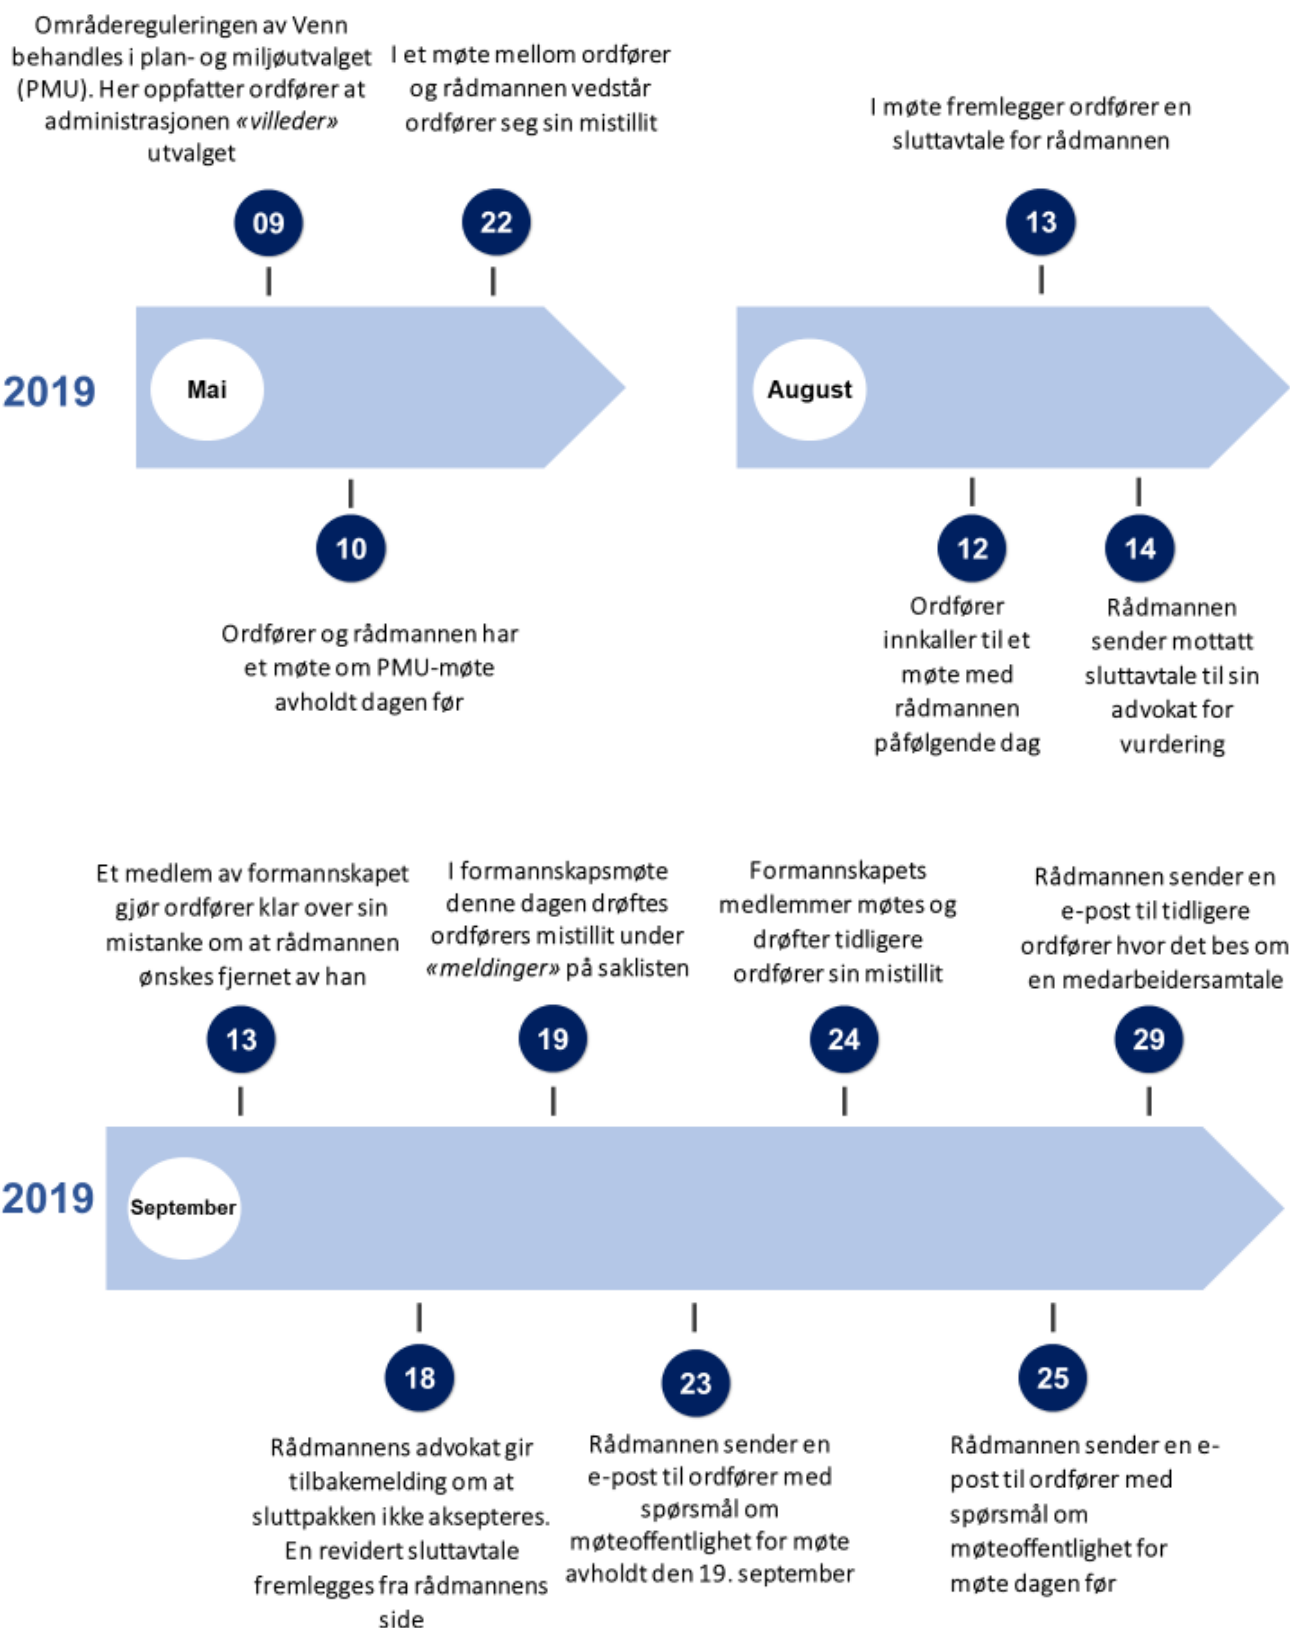 Områdereguleringen av Venn
behandles i plan- og miljøutvalget
(PMU). Her oppfatter ordfører at
administrasjonen «villeder»
utvalget
I et møte mellom ordfører
og rådmannen vedstår
ordfører seg sin mistillit
I møte fremlegger ordfører en
sluttavtale for rådmannen
09
22
13
2019
Mai
August
10
12
14
Ordfører og rådmannen har
et møte om PMU-møte
avholdt dagen før
Ordfører
innkaller til et
møte med
rådmannen
påfølgende dag
Rådmannen
sender mottatt
sluttavtale til sin
advokat for
vurdering
Et medlem av formannskapet
gjør ordfører klar over sin
mistanke om at rådmannen
ønskes fjernet av han
I formannskapsmøte
denne dagen drøftes
ordførers mistillit under
«meldinger» på saklisten
Formannskapets
medlemmer møtes og
drøfter tidligere
ordfører sin mistillit
Rådmannen sender en
e-post til tidligere
ordfører hvor det bes om
en medarbeidersamtale
13
19
24
29
2019
September
18
23
25
Rådmannens advokat gir
tilbakemelding om at
sluttpakken ikke aksepteres.
En revidert sluttavtale
fremlegges fra rådmannens
side
Rådmannen sender en
e-post til ordfører med
spørsmål om
møteoffentlighet for møte
avholdt den 19. september
Rådmannen sender en e-
post til ordfører med
spørsmål om
møteoffentlighet for
møte dagen før